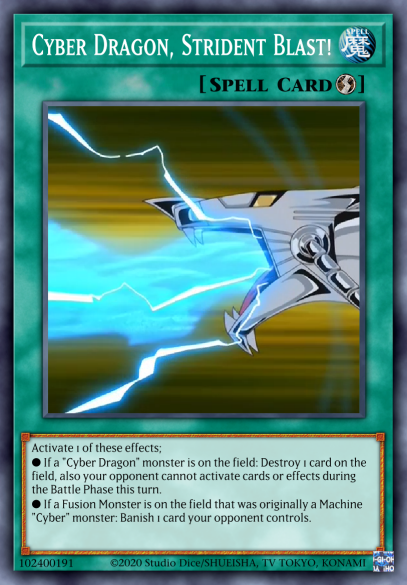 CYBER DRAGON, STRIDENT BLAST!
SPELL
魔
[SPELL CARD]
Activate 1 of these effects;
● If a "Cyber Dragon" monster is on the field: Destroy 1 card on the
field, also your opponent cannot activate cards or effects during
the Battle Phase this turn.
● If a Fusion Monster is on the field that was originally a Machine
"Cyber" monster: Banish 1 card your opponent controls.
102400191 ©2020 Studio Dice/SHUEISHA, TV TOKYO, KONAMI